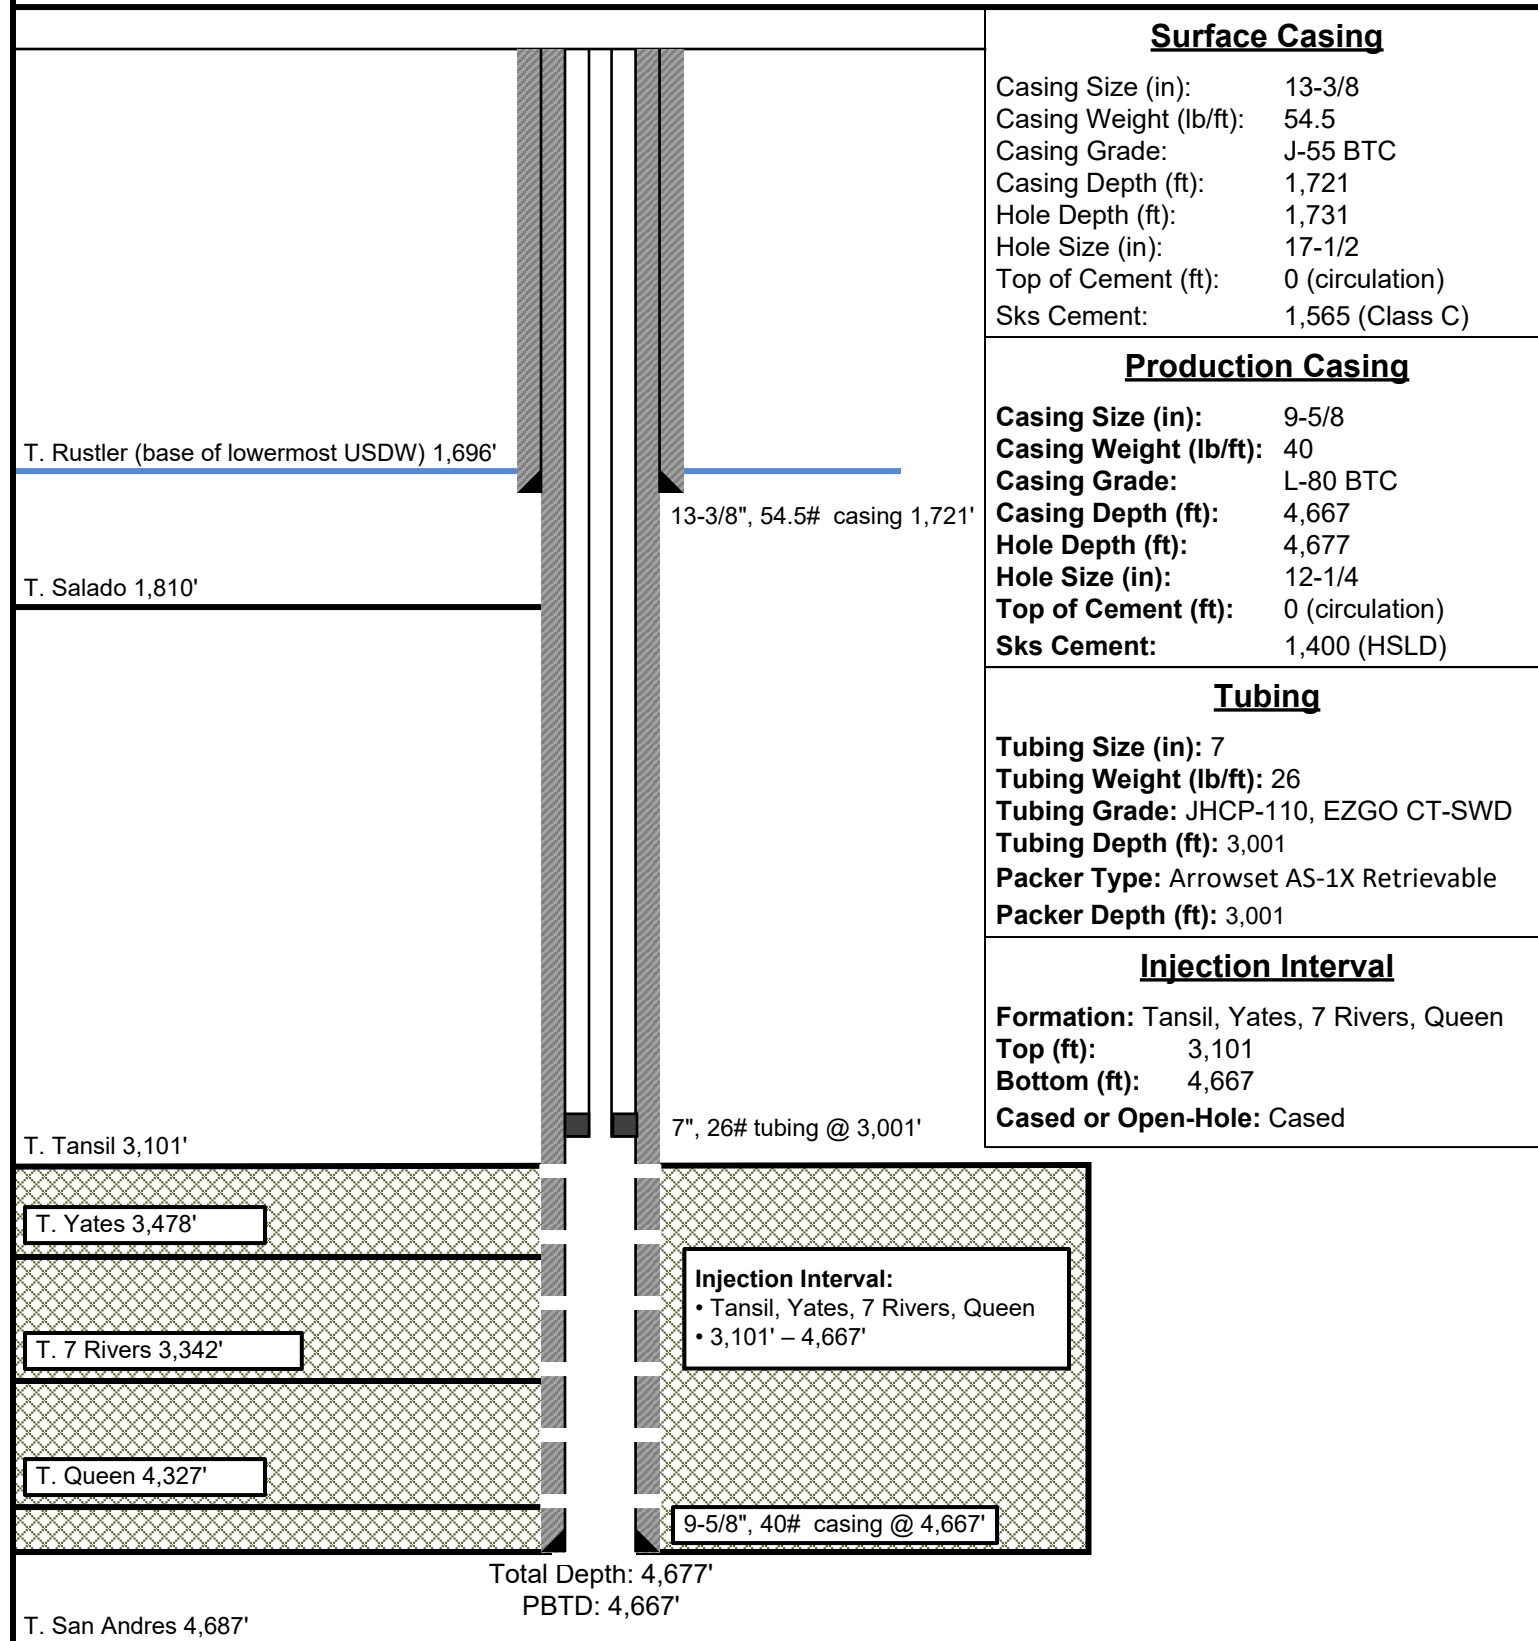 Surface Casing
Casing Size (in): 13-3/8
Casing Weight (lb/ft): 54.5
Casing Grade: J-55 BTC
Casing Depth (ft): 1,721
Hole Depth (ft): 1,731
Hole Size (in): 17-1/2
Top of Cement (ft): 0 (circulation)
Sks Cement: 1,565 (Class C)
Production Casing
Casing Size (in): 9-5/8
Casing Weight (lb/ft): 40
Casing Grade: L-80 BTC
Casing Depth (ft): 4,667
Hole Depth (ft): 4,677
Hole Size (in): 12-1/4
Top of Cement (ft): 0 (circulation)
Sks Cement: 1,400 (HSLD)
Tubing
Tubing Size (in): 7
Tubing Weight (lb/ft): 26
Tubing Grade: JHCP-110, EZGO CT-SWD
Tubing Depth (ft): 3,001
Packer Type: Arrowset AS-1X Retrievable
Packer Depth (ft): 3,001
Injection Interval
Formation: Tansil, Yates, 7 Rivers, Queen
Top (ft): 3,101
Bottom (ft): 4,667
Cased or Open-Hole: Cased
T. Rustler (base of lowermost USDW) 1,696'
13-3/8", 54.5# casing 1,721'
T. Salado 1,810'
7", 26# tubing @ 3,001'
T. Tansil 3,101'
T. Yates 3,478'
Injection Interval:
• Tansil, Yates, 7 Rivers, Queen
• 3,101' – 4,667'
T. 7 Rivers 3,342'
T. Queen 4,327'
9-5/8", 40# casing @ 4,667'
Total Depth: 4,677'
PBTD: 4,667'
T. San Andres 4,687'